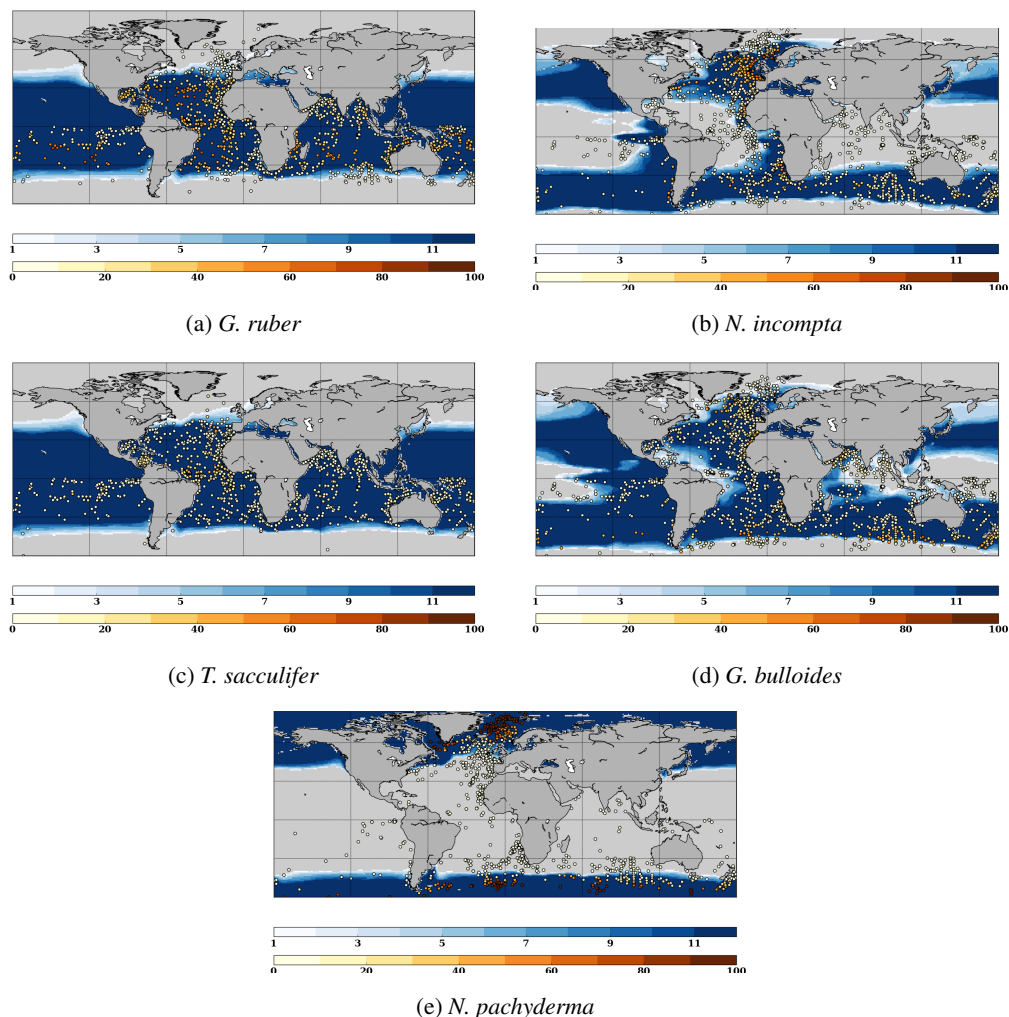 1 3 5 7 9 11 1 3 5 7 9 11
0 20 40 60 80 100 0 20 40 60 80 100
(a) G. ruber (b) N. incompta
1 3 5 7 9 11 1 3 5 7 9 11
0 20 40 60 80 100 0 20 40 60 80 100
(c) T. sacculifer (d) G. bulloides
1 3 5 7 9 11
0 20 40 60 80 100
(e) N. pachyderma